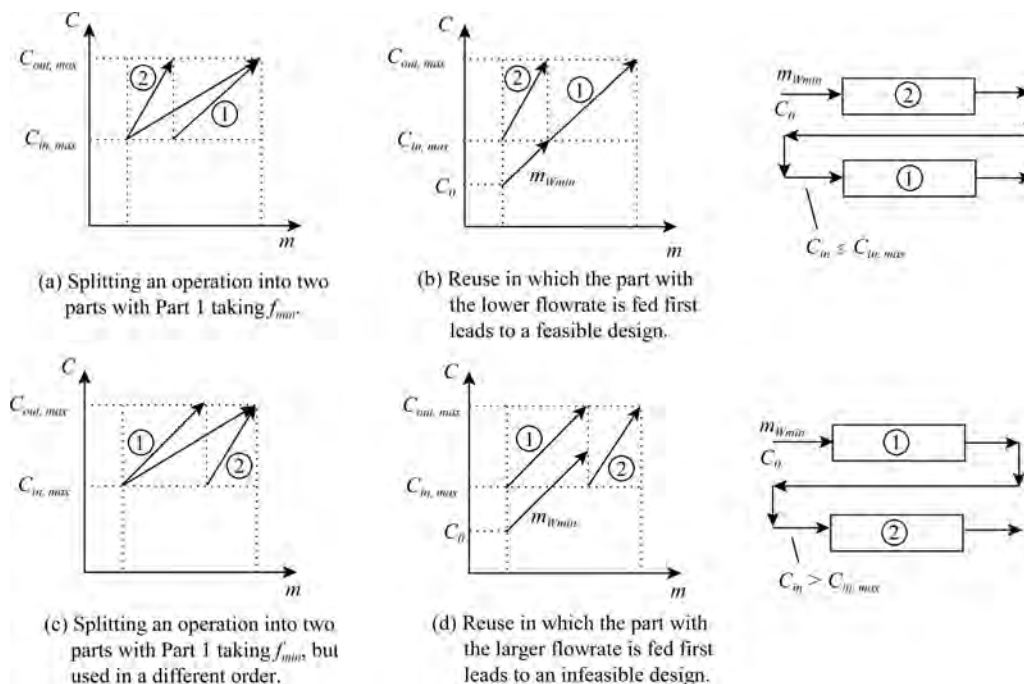 C
C_out, max
②
①
C_in, max
m
(a) Splitting an operation into two
parts with Part 1 taking f_min.
C
C_out, max
②
①
C_in, max
C_0
m_Wmin
m
(b) Reuse in which the part with
the lower flowrate is fed first
leads to a feasible design.
m_Wmin
C_0
②
①
C_in ≤ C_in, max
C
C_out, max
①
②
C_in, max
m
(c) Splitting an operation into two
parts with Part 1 taking f_min, but
used in a different order.
C
C_out, max
①
②
C_in, max
C_0
m_Wmin
m
(d) Reuse in which the part with
the larger flowrate is fed first
leads to an infeasible design.
m_Wmin
C_0
①
②
C_in > C_in, max